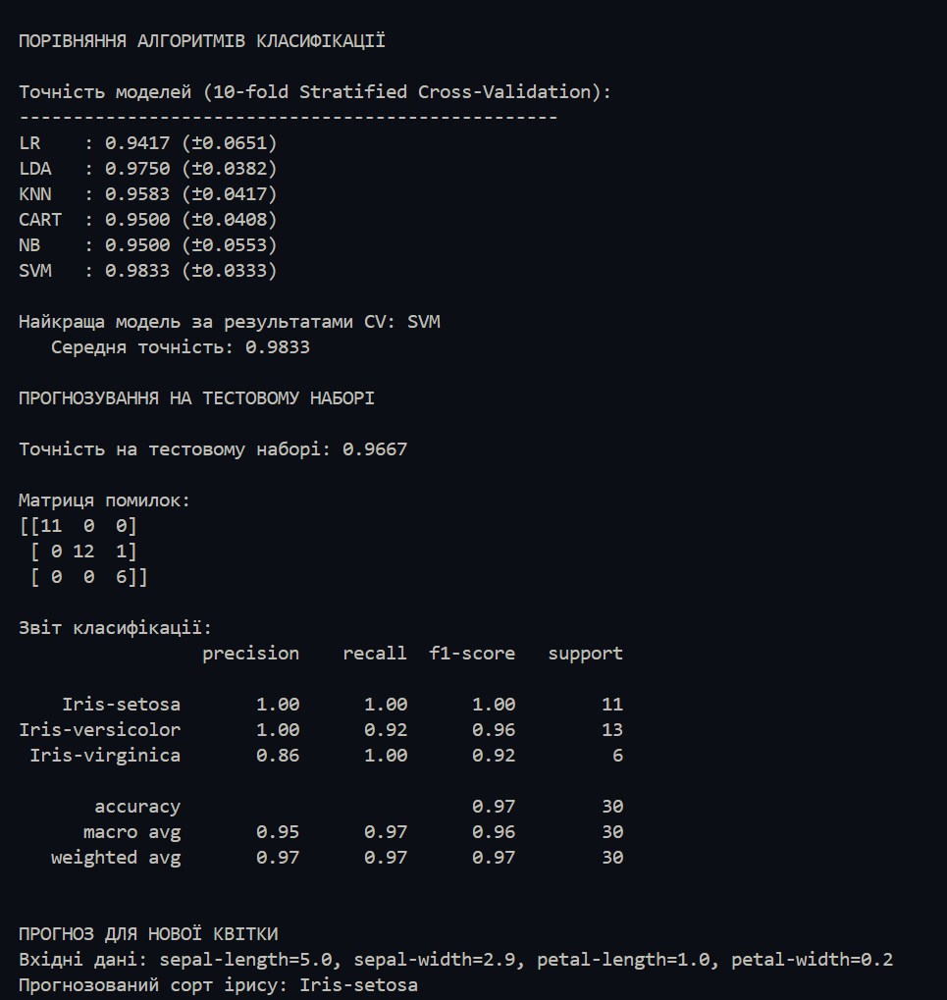 ПОРІВНЯННЯ АЛГОРИТМІВ КЛАСИФІКАЦІЇ
Точність моделей (10-fold Stratified Cross-Validation):
--------------------------------------------------
LR    : 0.9417 (±0.0651)
LDA   : 0.9750 (±0.0382)
KNN   : 0.9583 (±0.0417)
CART  : 0.9500 (±0.0408)
NB    : 0.9500 (±0.0553)
SVM   : 0.9833 (±0.0333)
Найкраща модель за результатами CV: SVM
   Середня точність: 0.9833
ПРОГНОЗУВАННЯ НА ТЕСТОВОМУ НАБОРІ
Точність на тестовому наборі: 0.9667
Матриця помилок:
[[11  0  0]
 [ 0 12  1]
 [ 0  0  6]]
Звіт класифікації:
                 precision    recall  f1-score   support
    Iris-setosa       1.00      1.00      1.00        11
Iris-versicolor       1.00      0.92      0.96        13
 Iris-virginica       0.86      1.00      0.92         6
       accuracy                           0.97        30
      macro avg       0.95      0.97      0.96        30
   weighted avg       0.97      0.97      0.97        30
ПРОГНОЗ ДЛЯ НОВОЇ КВІТКИ
Вхідні дані: sepal-length=5.0, sepal-width=2.9, petal-length=1.0, petal-width=0.2
Прогнозований сорт ірису: Iris-setosa